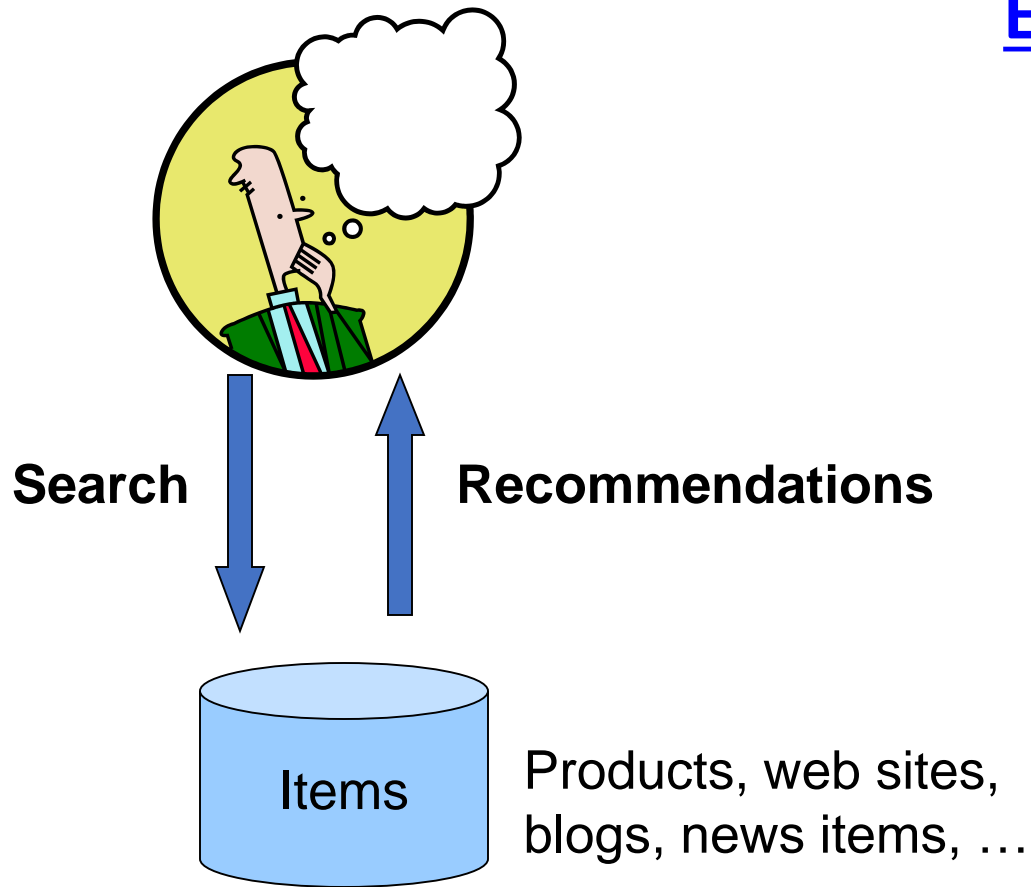 Search
Recommendations
Items
Products, web sites,
blogs, news items, …